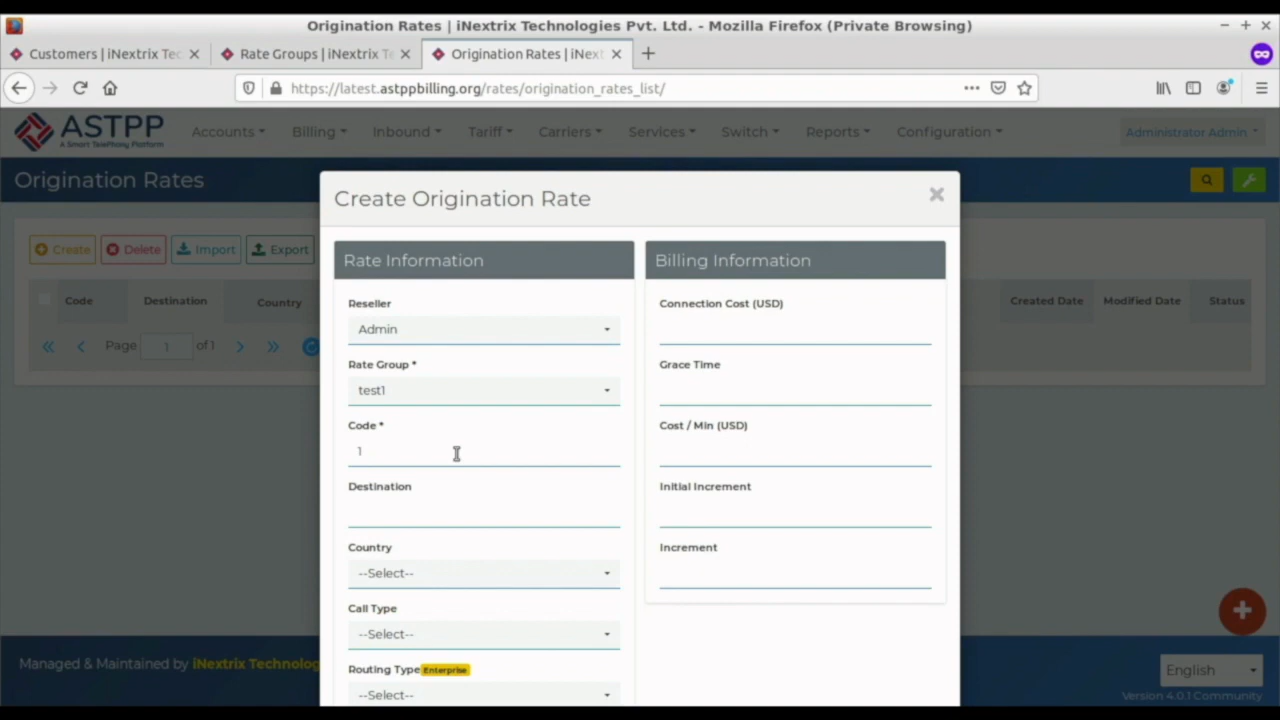 Origination Rates | iNextrix Technologies Pvt. Ltd. - Mozilla Firefox (Private Browsing)
Customers | iNextrix Tec
Rate Groups | iNextrix Te
Origination Rates | iNext
https://latest.astppbilling.org/rates/origination_rates_list/
ASTPP
A Smart TelePhony Platform
Accounts
Billing
Inbound
Tariff
Carriers
Services
Switch
Reports
Configuration
Administrator Admin
Origination Rates
Create Origination Rate
Create
Delete
Import
Export
Code
Destination
Country
Created Date
Modified Date
Status
Page 1 of 1
Rate Information
Reseller
Admin
Rate Group *
test1
Code *
1
Destination
Country
--Select--
Call Type
--Select--
Routing Type Enterprise
--Select--
Billing Information
Connection Cost (USD)
Grace Time
Cost / Min (USD)
Initial Increment
Increment
Managed & Maintained by iNextrix Technolog
English
Version 4.0.1 Community